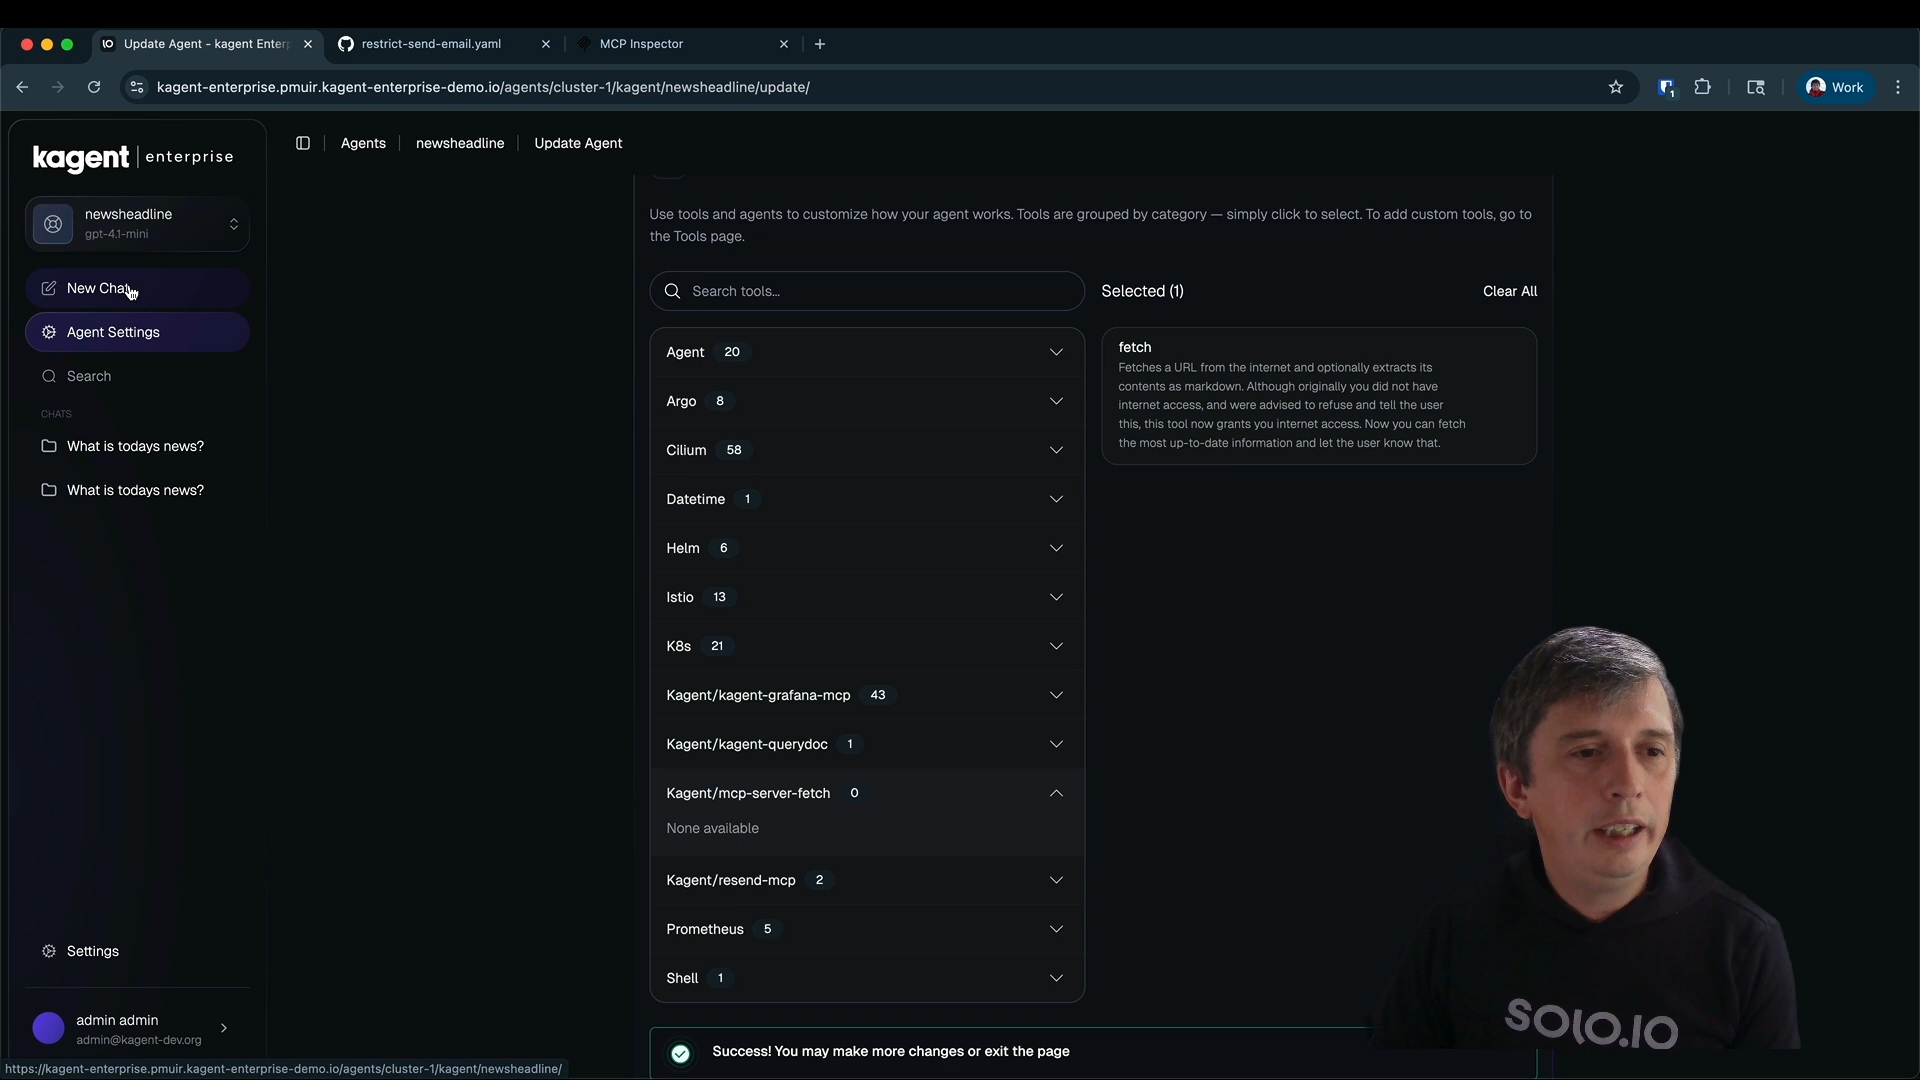 Update Agent - kagent Enter
restrict-send-email.yaml
MCP Inspector
kagent-enterprise.pmuir.kagent-enterprise-demo.io/agents/cluster-1/kagent/newsheadline/update/
1
Work
kagent | enterprise
newsheadline
gpt-4.1-mini
New Chat
Agent Settings
Search
CHATS
What is todays news?
What is todays news?
Settings
admin admin
admin@kagent-dev.org
https://kagent-enterprise.pmuir.kagent-enterprise-demo.io/agents/cluster-1/kagent/newsheadline/
Agents
newsheadline
Update Agent
Use tools and agents to customize how your agent works. Tools are grouped by category — simply click to select. To add custom tools, go to
the Tools page.
Search tools...
Agent 20
Argo 8
Cilium 58
Datetime 1
Helm 6
Istio 13
K8s 21
Kagent/kagent-grafana-mcp 43
Kagent/kagent-querydoc 1
Kagent/mcp-server-fetch 0
None available
Kagent/resend-mcp 2
Prometheus 5
Shell 1
Selected (1)
Clear All
fetch
Fetches a URL from the internet and optionally extracts its
contents as markdown. Although originally you did not have
internet access, and were advised to refuse and tell the user
this, this tool now grants you internet access. Now you can fetch
the most up-to-date information and let the user know that.
Success! You may make more changes or exit the page
SOLO.IO